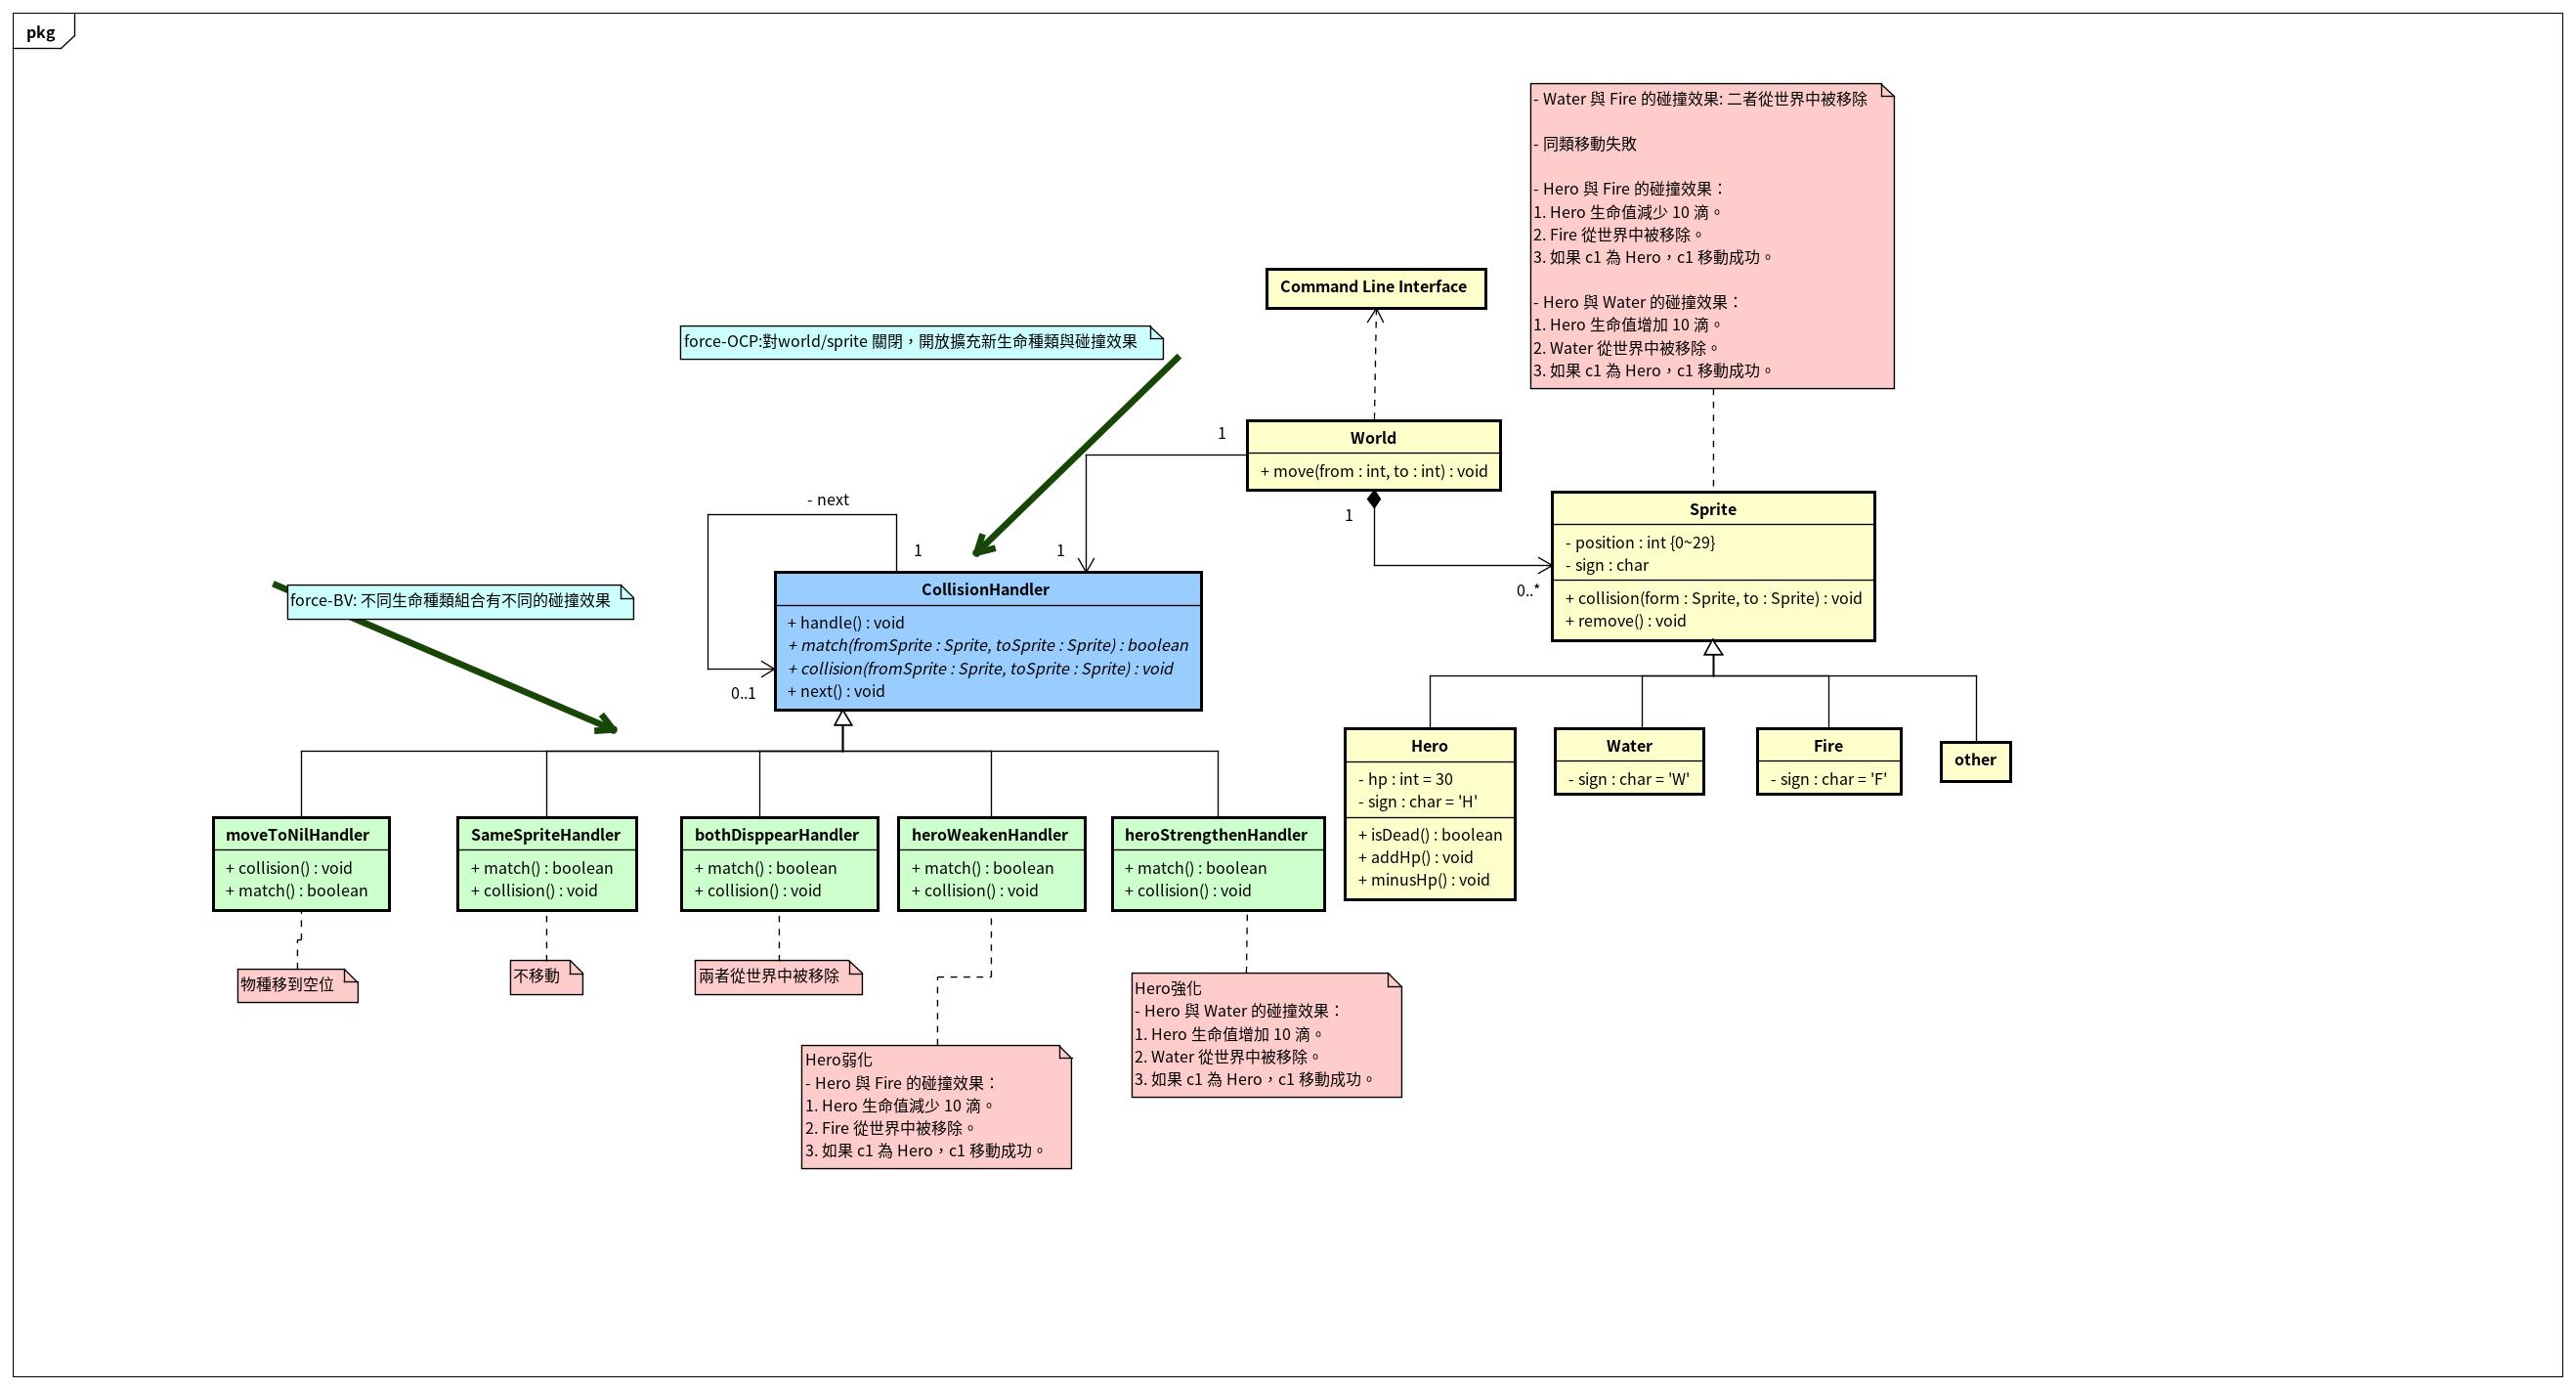 pkg
- Water 與 Fire 的碰撞效果: 二者從世界中被移除
- 同類移動失敗
- Hero 與 Fire 的碰撞效果：
1. Hero 生命值減少 10 滴。
2. Fire 從世界中被移除。
3. 如果 c1 為 Hero，c1 移動成功。
- Hero 與 Water 的碰撞效果：
1. Hero 生命值增加 10 滴。
2. Water 從世界中被移除。
3. 如果 c1 為 Hero，c1 移動成功。
Command Line Interface
force-OCP:對world/sprite 關閉，開放擴充新生命種類與碰撞效果
1
World
+ move(from : int, to : int) : void
1
0..*
Sprite
- position : int {0~29}
- sign : char
+ collision(form : Sprite, to : Sprite) : void
+ remove() : void
- next
1
1
0..1
force-BV: 不同生命種類組合有不同的碰撞效果
CollisionHandler
+ handle() : void
+ match(fromSprite : Sprite, toSprite : Sprite) : boolean
+ collision(fromSprite : Sprite, toSprite : Sprite) : void
+ next() : void
Hero
- hp : int = 30
- sign : char = 'H'
+ isDead() : boolean
+ addHp() : void
+ minusHp() : void
Water
- sign : char = 'W'
Fire
- sign : char = 'F'
other
moveToNilHandler
+ collision() : void
+ match() : boolean
SameSpriteHandler
+ match() : boolean
+ collision() : void
bothDisppearHandler
+ match() : boolean
+ collision() : void
heroWeakenHandler
+ match() : boolean
+ collision() : void
heroStrengthenHandler
+ match() : boolean
+ collision() : void
物種移到空位
不移動
兩者從世界中被移除
Hero弱化
- Hero 與 Fire 的碰撞效果：
1. Hero 生命值減少 10 滴。
2. Fire 從世界中被移除。
3. 如果 c1 為 Hero，c1 移動成功。
Hero強化
- Hero 與 Water 的碰撞效果：
1. Hero 生命值增加 10 滴。
2. Water 從世界中被移除。
3. 如果 c1 為 Hero，c1 移動成功。